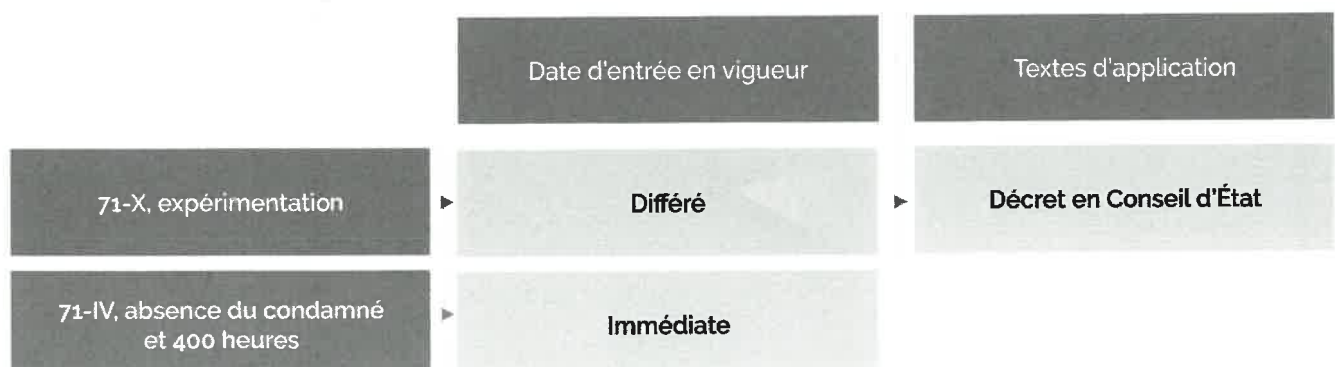 Date d'entrée en vigueur
Textes d'application
71-X, expérimentation
Différé
Décret en Conseil d'État
71-IV, absence du condamné
et 400 heures
Immédiate